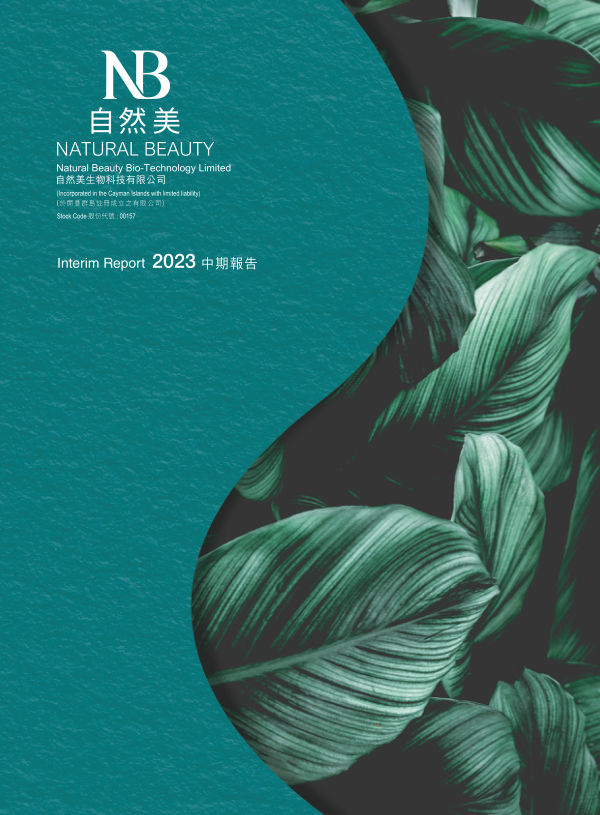 NB
自然美
NATURAL BEAUTY
Natural Beauty Bio-Technology Limited
自然美生物科技有限公司
(Incorporated in the Cayman Islands with limited liability)
(於開曼群島註冊成立之有限公司)
Stock Code 股份代號 : 00157
Interim Report 2023 中期報告